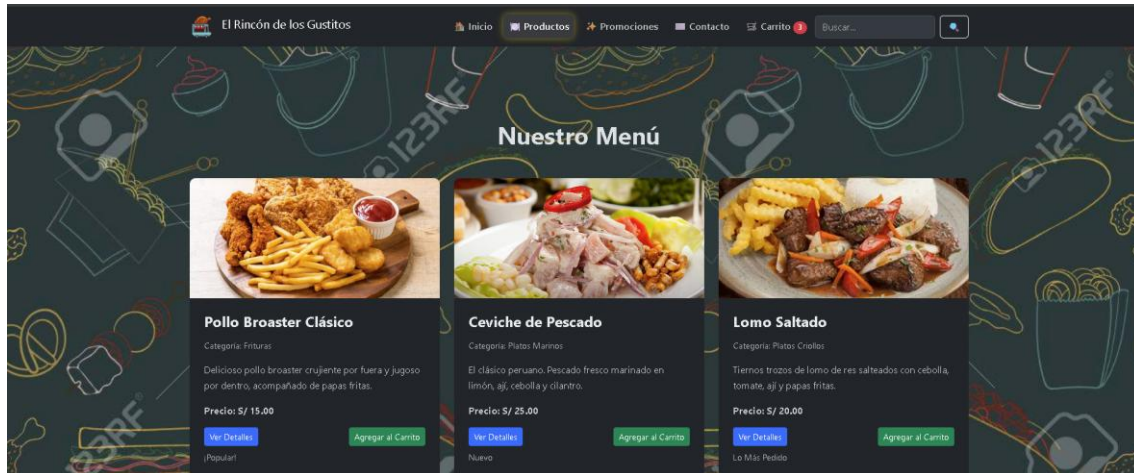 El Rincón de los Gustitos
Inicio Productos Promociones Contacto Carrito 3 Buscar...
Nuestro Menú
Pollo Broaster Clásico
Categoría: Frituras
Delicioso pollo broaster crujiente por fuera y jugoso
por dentro, acompañado de papas fritas.
Precio: S/ 15.00
Ver Detalles Agregar al Carrito
¡Popular!
Ceviche de Pescado
Categoría: Platos Marinos
El clásico peruano. Pescado fresco marinado en
limón, ají, cebolla y cilantro.
Precio: S/ 25.00
Ver Detalles Agregar al Carrito
Nuevo
Lomo Saltado
Categoría: Platos Criollos
Tiernos trozos de lomo de res salteados con cebolla,
tomate, ají y papas fritas.
Precio: S/ 20.00
Ver Detalles Agregar al Carrito
Lo Más Pedido
123RF
123RF
123RF
123RF